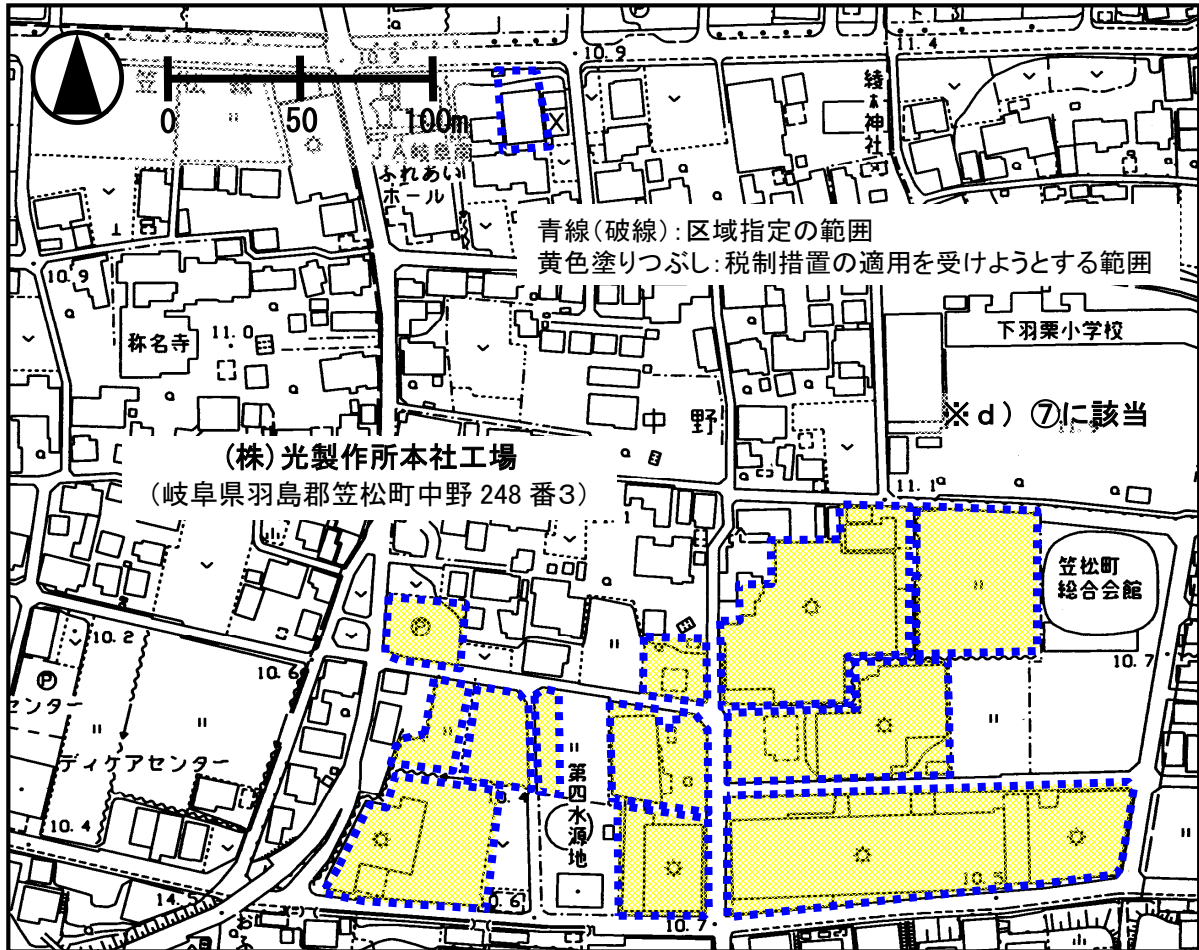 10.9
11.4
笠松
0 50 100m
綾
神社
ふれあい
ホール
青線(破線):区域指定の範囲
黄色塗りつぶし:税制措置の適用を受けようとする範囲
10.9
称名寺
11.0
下羽栗小学校
中野
※d) ⑦に該当
(株)光製作所本社工場
(岐阜県羽島郡笠松町中野 248 番3)
11.1
笠松町
総合会館
10.2
10.6
10.7
P
P
センター
デイケアセンター
第四水源地
10.4
0.4
10.5
14.5
0.6
10.7